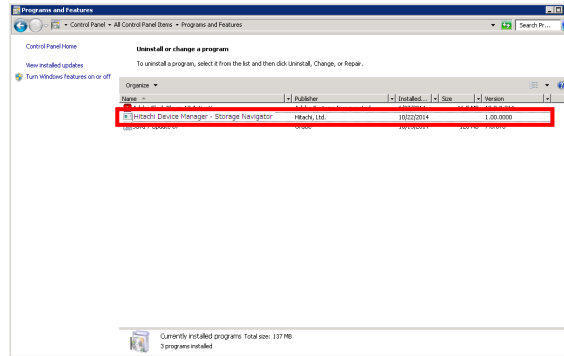 Programs and Features
Control Panel ▾ All Control Panel Items ▾ Programs and Features
Search Pr...
Control Panel Home
View installed updates
Turn Windows features on or off
Uninstall or change a program
To uninstall a program, select it from the list and then click Uninstall, Change, or Repair.
Organize ▾
Name Publisher Installed... Size Version
Hitachi Device Manager - Storage Navigator Hitachi, Ltd. 10/22/2014 1.00.0000
Currently installed programs Total size: 137 MB
3 programs installed